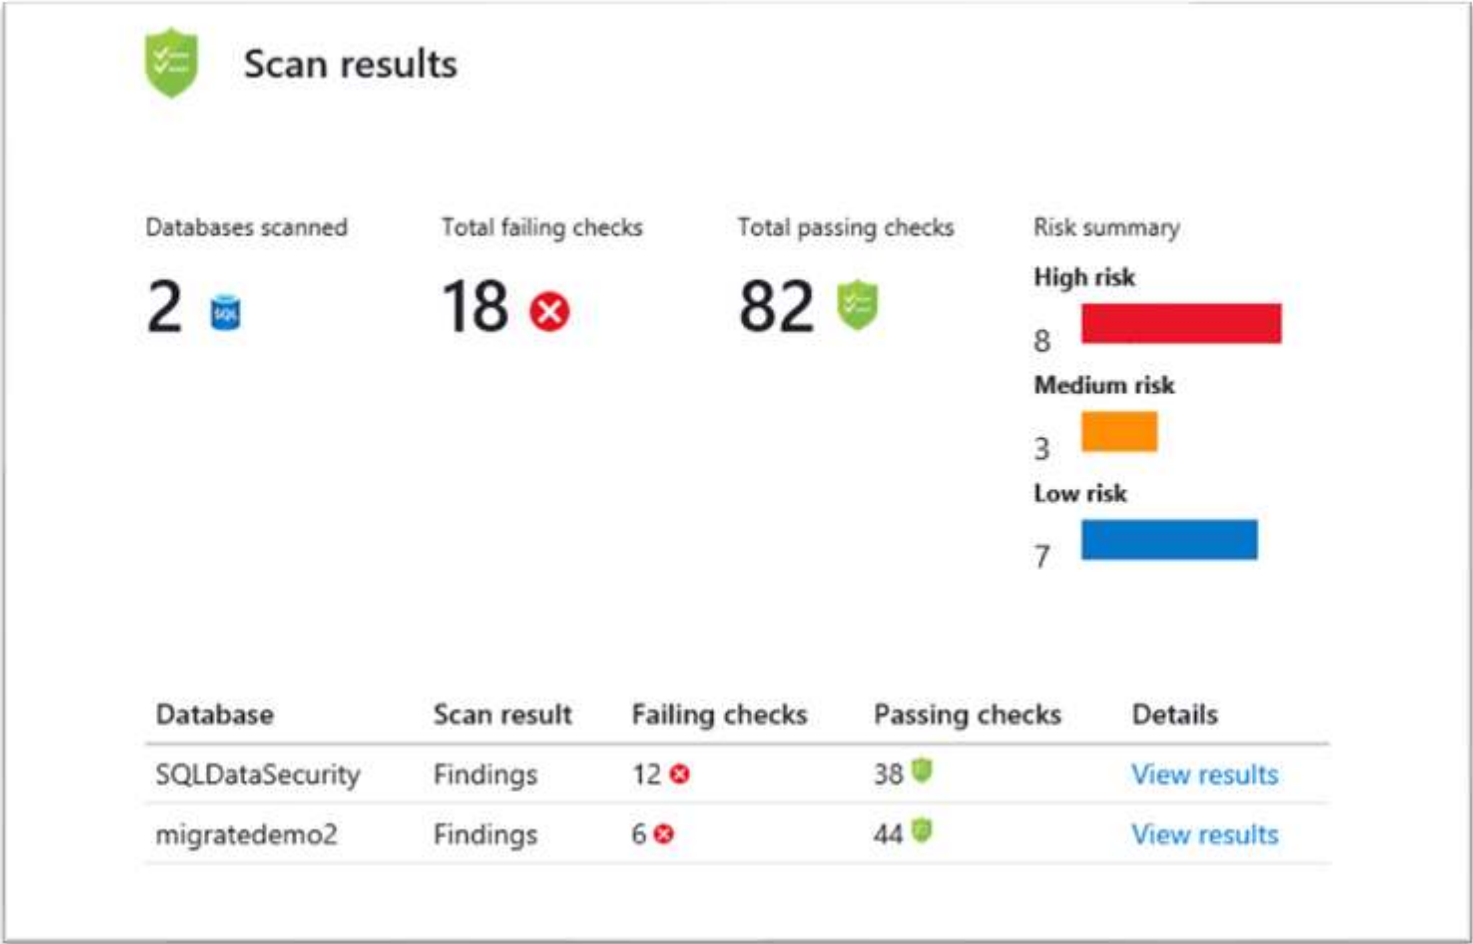 Scan results
Databases scanned
2
SQL
Total failing checks
18
Total passing checks
82
Risk summary
High risk
8
Medium risk
3
Low risk
7
Database Scan result Failing checks Passing checks Details
SQLDataSecurity Findings 12 38 View results
migratedemo2 Findings 6 44 View results